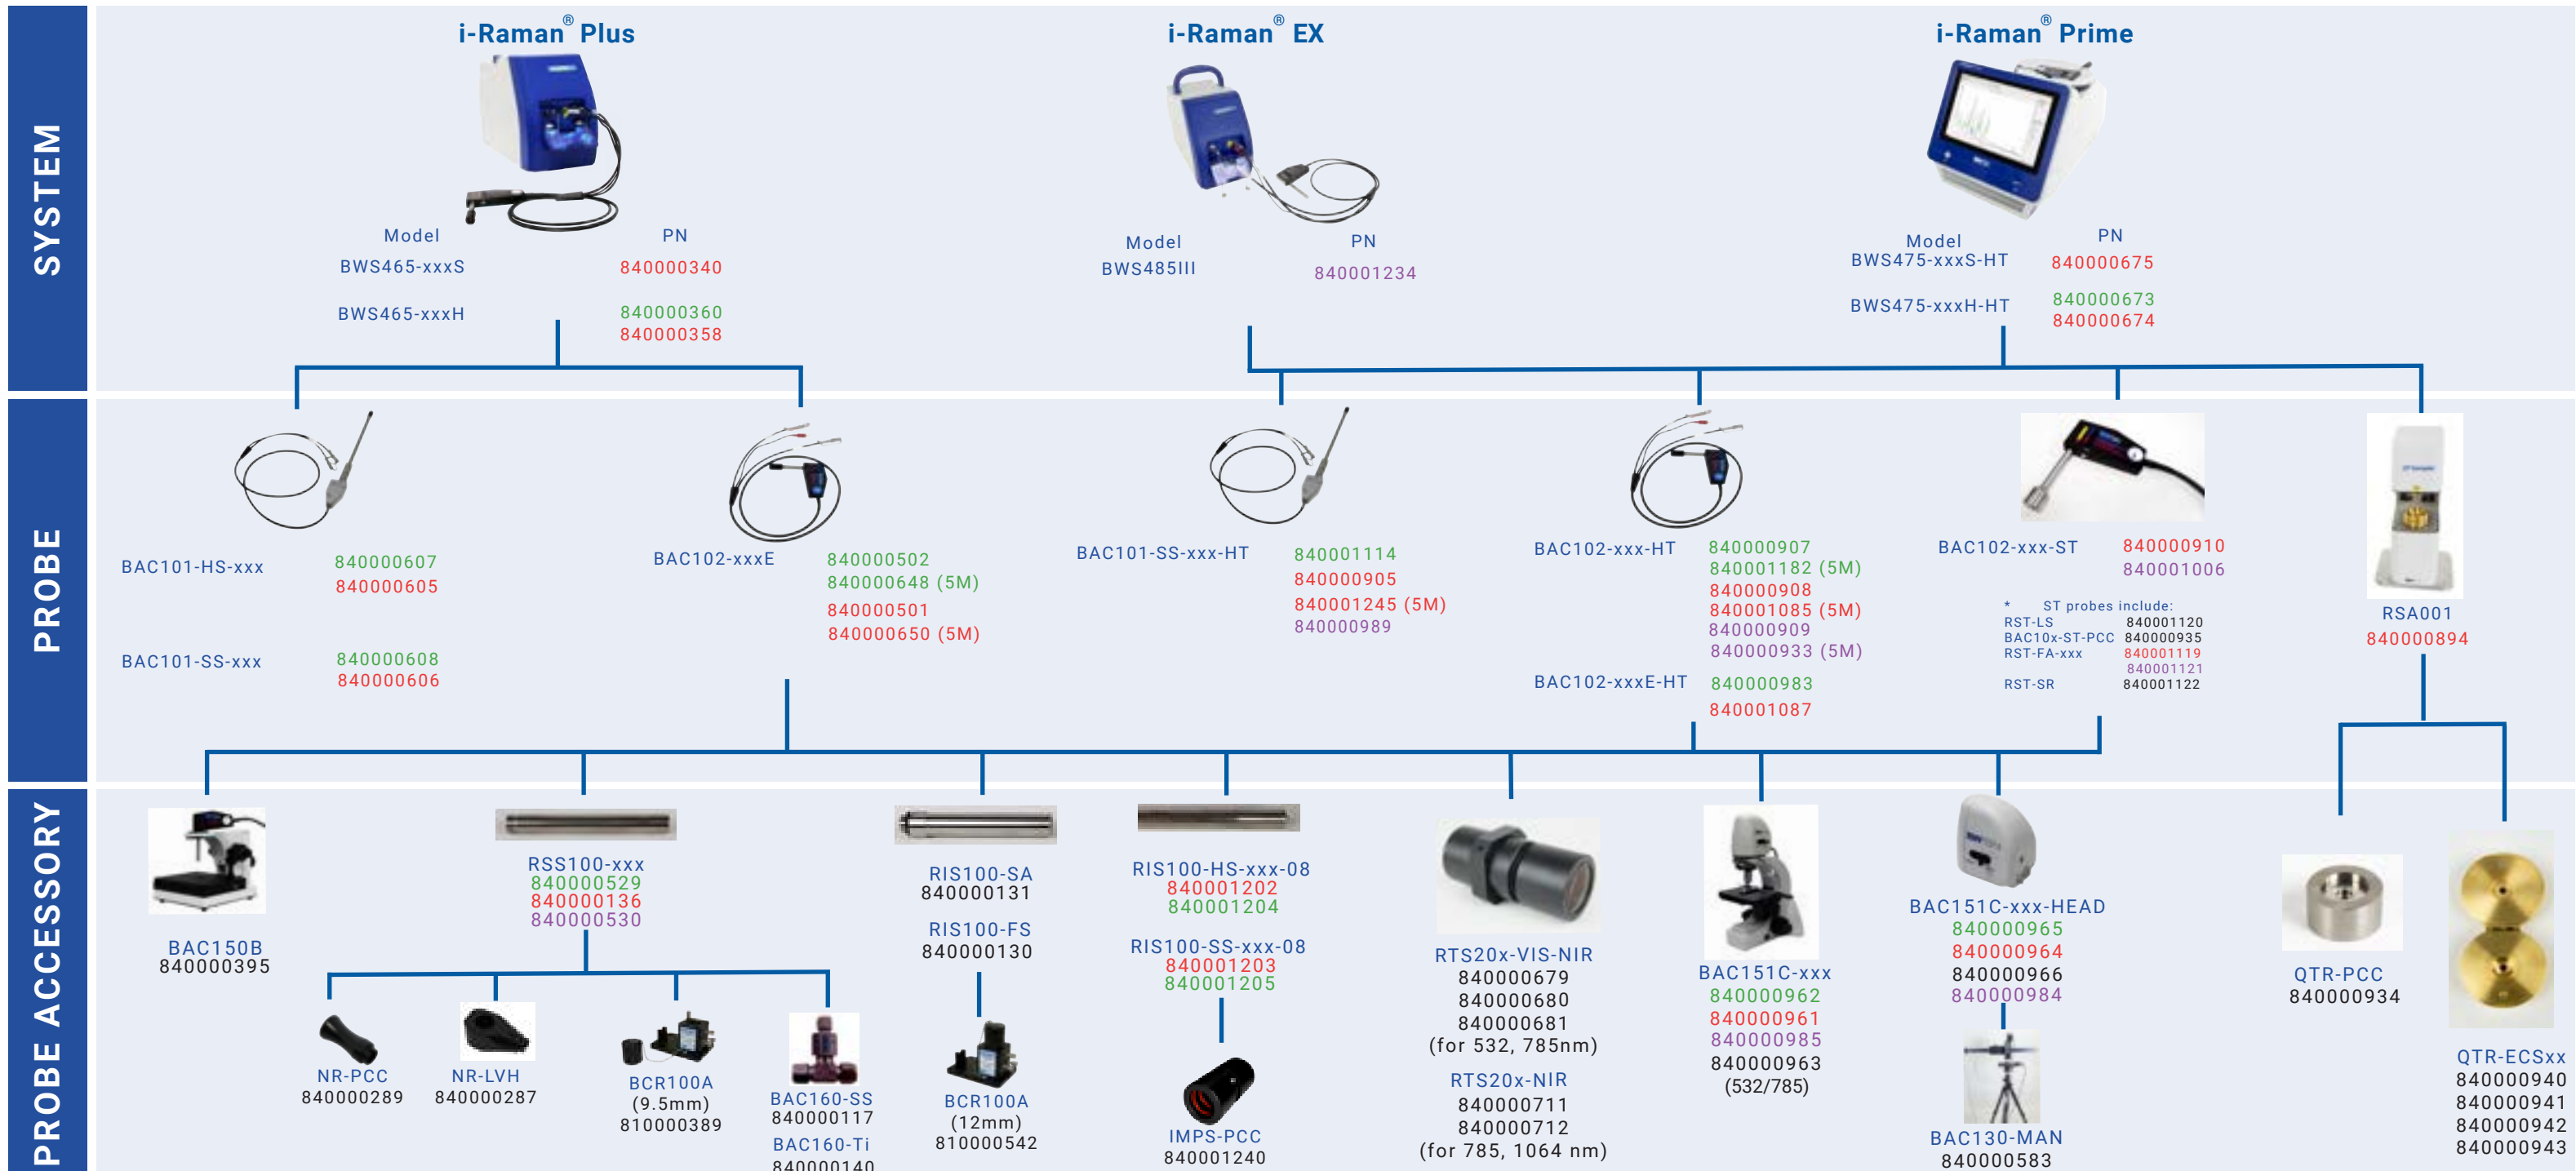 SYSTEM
i-Raman® Plus
Model PN
BWS465-xxxS 840000340
BWS465-xxxH 840000360
840000358
i-Raman® EX
Model PN
BWS485III 840001234
i-Raman® Prime
Model PN
BWS475-xxxS-HT 840000675
BWS475-xxxH-HT 840000673
840000674
PROBE
BAC101-HS-xxx 840000607
840000605
BAC101-SS-xxx 840000608
840000606
BAC102-xxxE 840000502
840000648 (5M)
840000501
840000650 (5M)
BAC101-SS-xxx-HT 840001114
840000905
840001245 (5M)
840000989
BAC102-xxx-HT 840000907
840001182 (5M)
840000908
840001085 (5M)
840000909
840000933 (5M)
BAC102-xxxE-HT 840000983
840001087
BAC102-xxx-ST 840000910
840001006
* ST probes include:
RST-LS 840001120
BAC10x-ST-PCC 840000935
RST-FA-xxx 840001119
840001121
RST-SR 840001122
RSA001
840000894
PROBE ACCESSORY
BAC150B
840000395
RSS100-xxx
840000529
840000136
840000530
NR-PCC
840000289
NR-LVH
840000287
BCR100A
(9.5mm)
810000389
BAC160-SS
840000117
BAC160-Ti
840000140
RIS100-SA
840000131
RIS100-FS
840000130
BCR100A
(12mm)
810000542
RIS100-HS-xxx-08
840001202
840001204
RIS100-SS-xxx-08
840001203
840001205
IMPS-PCC
840001240
RTS20x-VIS-NIR
840000679
840000680
840000681
(for 532, 785nm)
RTS20x-NIR
840000711
840000712
(for 785, 1064 nm)
BAC151C-xxx
840000962
840000961
840000985
840000963
(532/785)
BAC151C-xxx-HEAD
840000965
840000964
840000966
840000984
BAC130-MAN
840000583
QTR-PCC
840000934
QTR-ECSxx
840000940
840000941
840000942
840000943